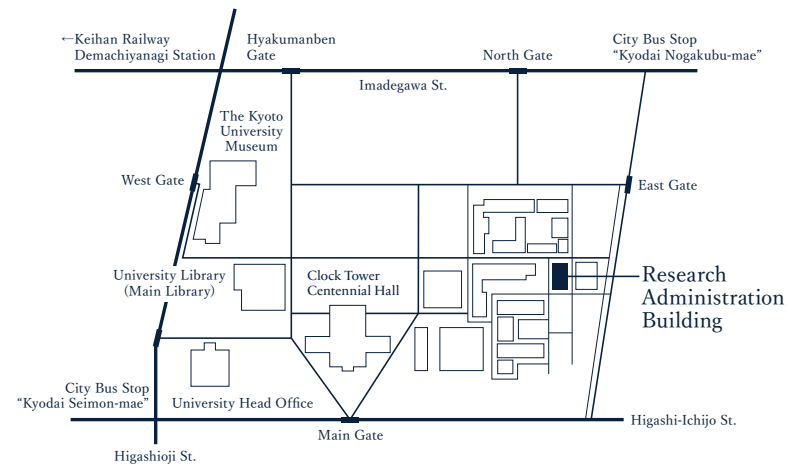 ←Keihan Railway
Demachiyanagi Station
Hyakumanben
Gate
North Gate
City Bus Stop
“Kyodai Nogakubu-mae”
Imadegawa St.
The Kyoto
University
Museum
West Gate
East Gate
University Library
(Main Library)
Clock Tower
Centennial Hall
Research
Administration
Building
City Bus Stop
“Kyodai Seimon-mae”
University Head Office
Higashi-Ichijo St.
Main Gate
Higashioji St.